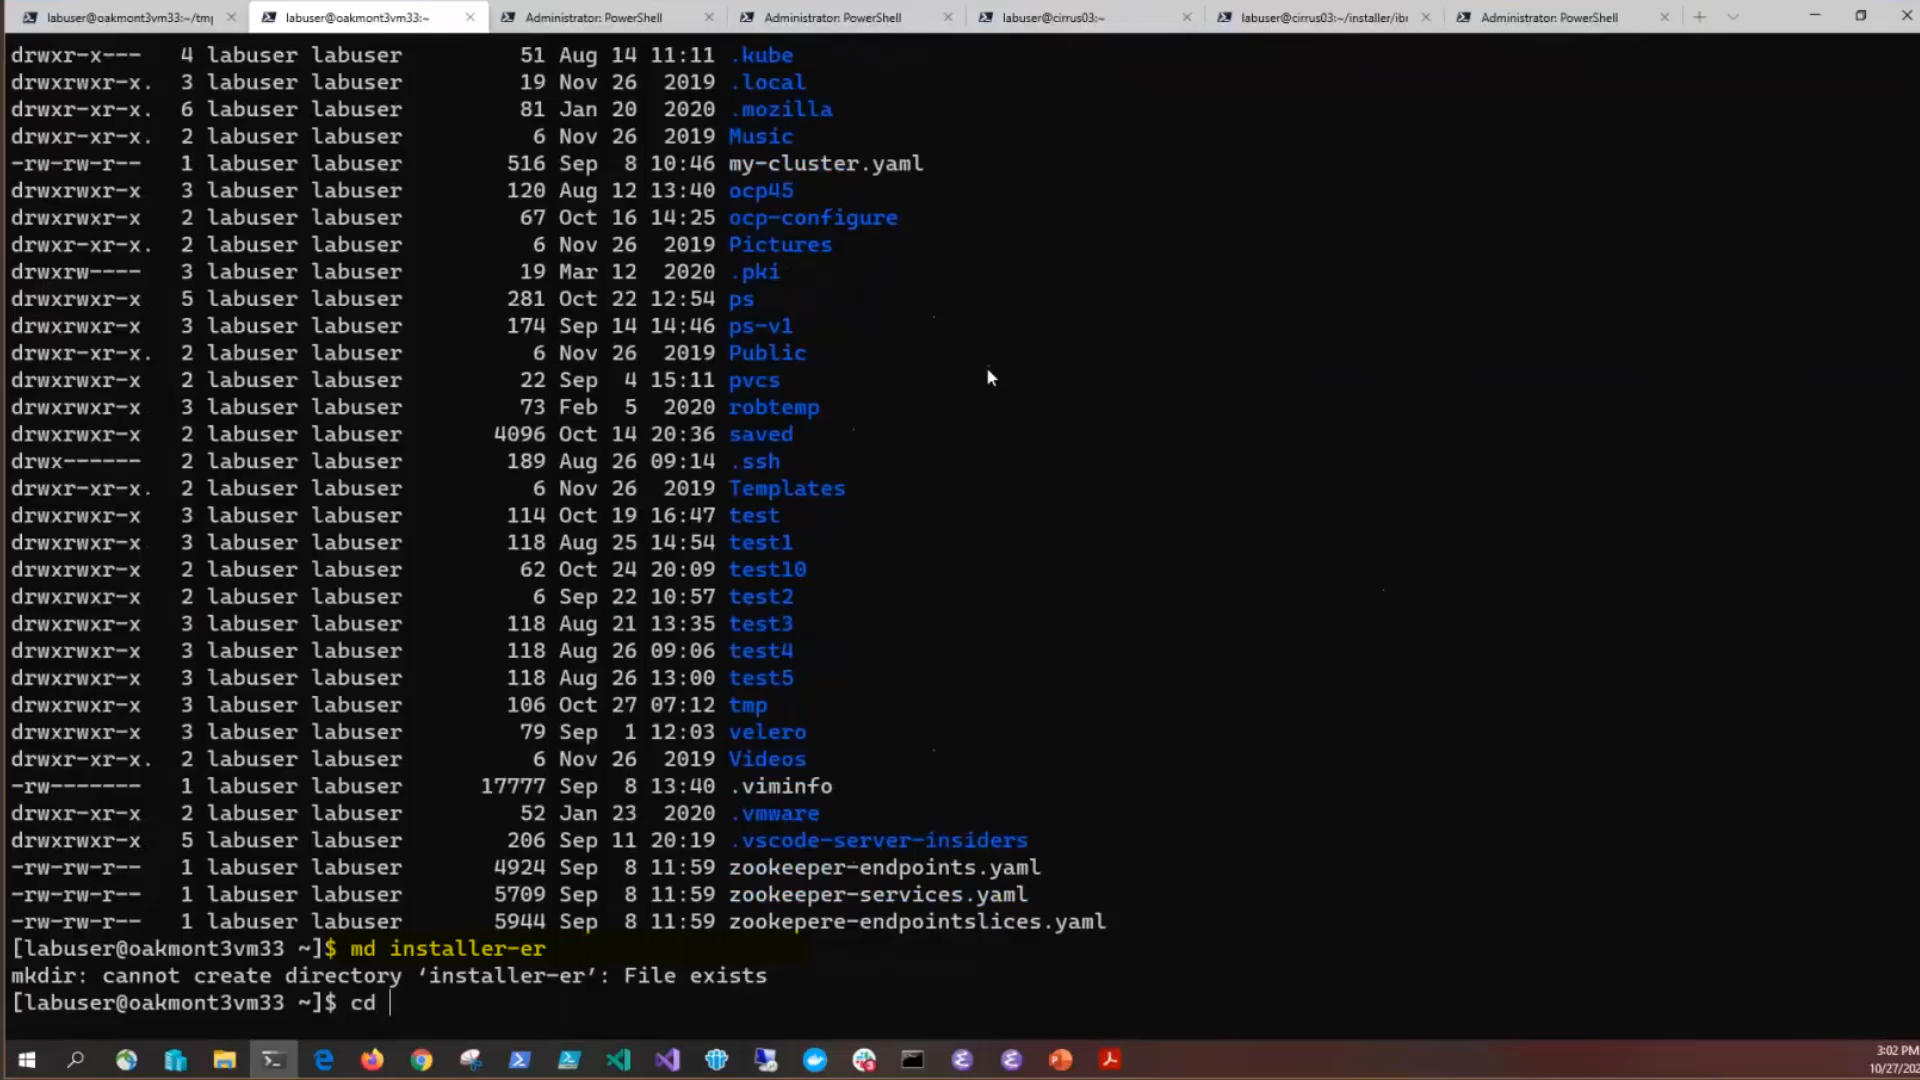 labuser@oakmont3vm33:~/tmp
labuser@oakmont3vm33:~
Administrator: PowerShell
Administrator: PowerShell
labuser@cirrus03:~
labuser@cirrus03:~/installer/ibi
Administrator: PowerShell
drwxr-x--- 4 labuser labuser 51 Aug 14 11:11 .kube
drwxrwxr-x. 3 labuser labuser 19 Nov 26 2019 .local
drwxr-xr-x. 6 labuser labuser 81 Jan 20 2020 .mozilla
drwxr-xr-x. 2 labuser labuser 6 Nov 26 2019 Music
-rw-rw-r-- 1 labuser labuser 516 Sep 8 10:46 my-cluster.yaml
drwxrwxr-x 3 labuser labuser 120 Aug 12 13:40 ocp45
drwxrwxr-x 2 labuser labuser 67 Oct 16 14:25 ocp-configure
drwxr-xr-x. 2 labuser labuser 6 Nov 26 2019 Pictures
drwxrw---- 3 labuser labuser 19 Mar 12 2020 .pki
drwxrwxr-x 5 labuser labuser 281 Oct 22 12:54 ps
drwxrwxr-x 3 labuser labuser 174 Sep 14 14:46 ps-v1
drwxr-xr-x. 2 labuser labuser 6 Nov 26 2019 Public
drwxrwxr-x 2 labuser labuser 22 Sep 4 15:11 pvcs
drwxrwxr-x 3 labuser labuser 73 Feb 5 2020 robtemp
drwxrwxr-x 2 labuser labuser 4096 Oct 14 20:36 saved
drwx------ 2 labuser labuser 189 Aug 26 09:14 .ssh
drwxr-xr-x. 2 labuser labuser 6 Nov 26 2019 Templates
drwxrwxr-x 3 labuser labuser 114 Oct 19 16:47 test
drwxrwxr-x 3 labuser labuser 118 Aug 25 14:54 test1
drwxrwxr-x 2 labuser labuser 62 Oct 24 20:09 test10
drwxrwxr-x 2 labuser labuser 6 Sep 22 10:57 test2
drwxrwxr-x 3 labuser labuser 118 Aug 21 13:35 test3
drwxrwxr-x 3 labuser labuser 118 Aug 26 09:06 test4
drwxrwxr-x 3 labuser labuser 118 Aug 26 13:00 test5
drwxrwxr-x 3 labuser labuser 106 Oct 27 07:12 tmp
drwxrwxr-x 3 labuser labuser 79 Sep 1 12:03 velero
drwxr-xr-x. 2 labuser labuser 6 Nov 26 2019 Videos
-rw------- 1 labuser labuser 17777 Sep 8 13:40 .viminfo
drwxrwxr-x 2 labuser labuser 52 Jan 23 2020 .vmware
drwxrwxr-x 5 labuser labuser 206 Sep 11 20:19 .vscode-server-insiders
-rw-rw-r-- 1 labuser labuser 4924 Sep 8 11:59 zookeeper-endpoints.yaml
-rw-rw-r-- 1 labuser labuser 5709 Sep 8 11:59 zookeeper-services.yaml
-rw-rw-r-- 1 labuser labuser 5944 Sep 8 11:59 zookepere-endpointslices.yaml
[labuser@oakmont3vm33 ~]$ md installer-er
mkdir: cannot create directory ‘installer-er’: File exists
[labuser@oakmont3vm33 ~]$ cd
3:02 PM
10/27/202